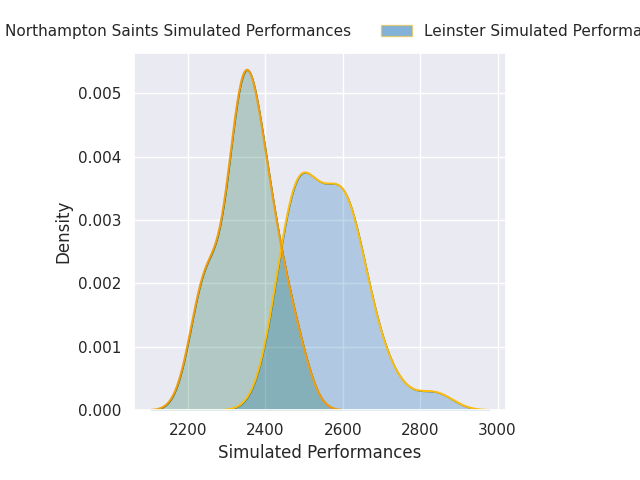 Northampton Saints Simulated Performances
Leinster Simulated Performa
0.005
0.004
0.003
0.002
0.001
0.000
Density
2200 2400 2600 2800 3000
Simulated Performances